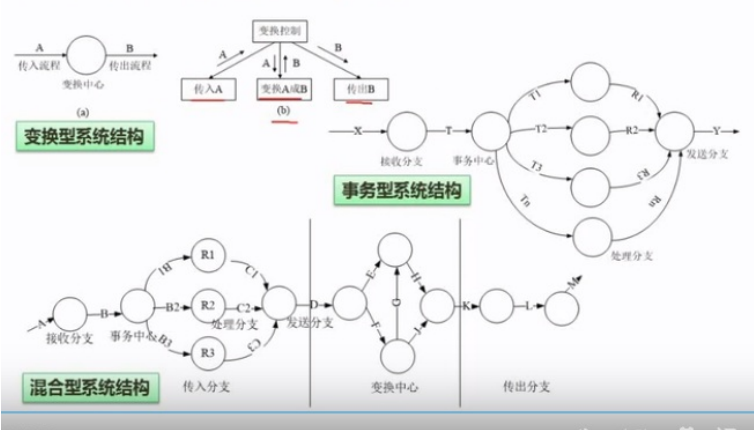 变换控制
A
B
传入流程
传出流程
变换中心
(a)
A
A
B
B
传入A
变换A或B
传出B
(b)
变换型系统结构
X
T
T1
T2
T3
Tn
R1
R2
R3
Rn
Y
接收分支
事务中心
发送分支
处理分支
事务型系统结构
A
B
B1
B2
B3
R1
R2
R3
C1
C2
C3
D
E
F
G
H
J
K
L
M
接收分支
事务中心
处理分支
发送分支
传入分支
变换中心
传出分支
混合型系统结构